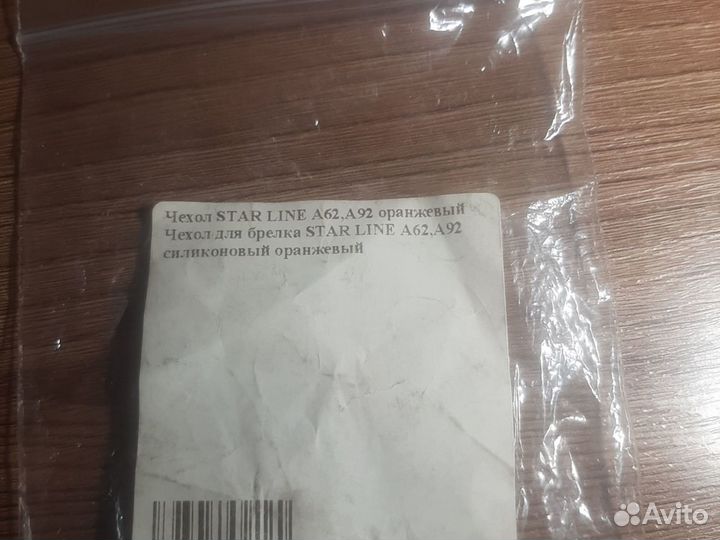 Чехол STAR LINE A62,A92 оранжевый
Чехол для брелка STAR LINE A62,A92
силиконовый оранжевый
Avito